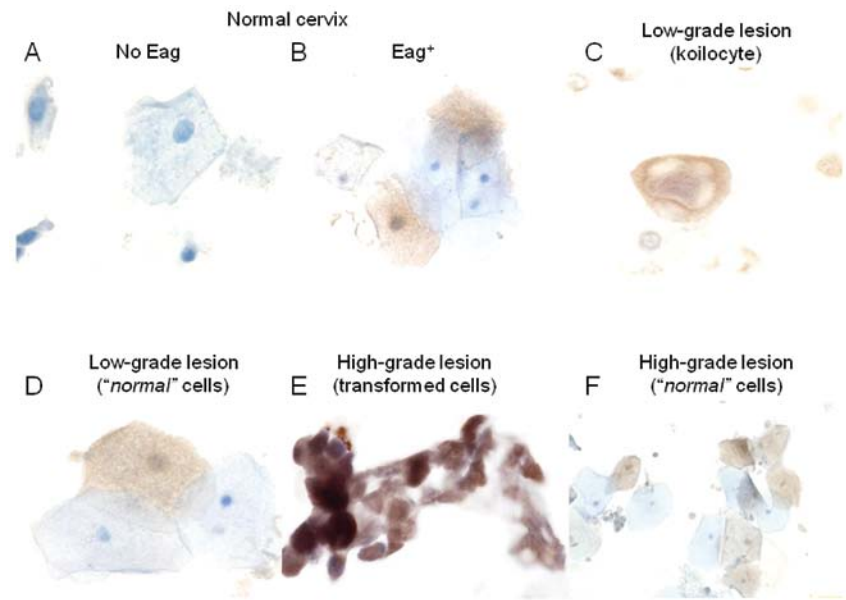 Normal cervix
A
No Eag
B
Eag⁺
C
Low-grade lesion
(koilocyte)
D
Low-grade lesion
("normal" cells)
E
High-grade lesion
(transformed cells)
F
High-grade lesion
("normal" cells)